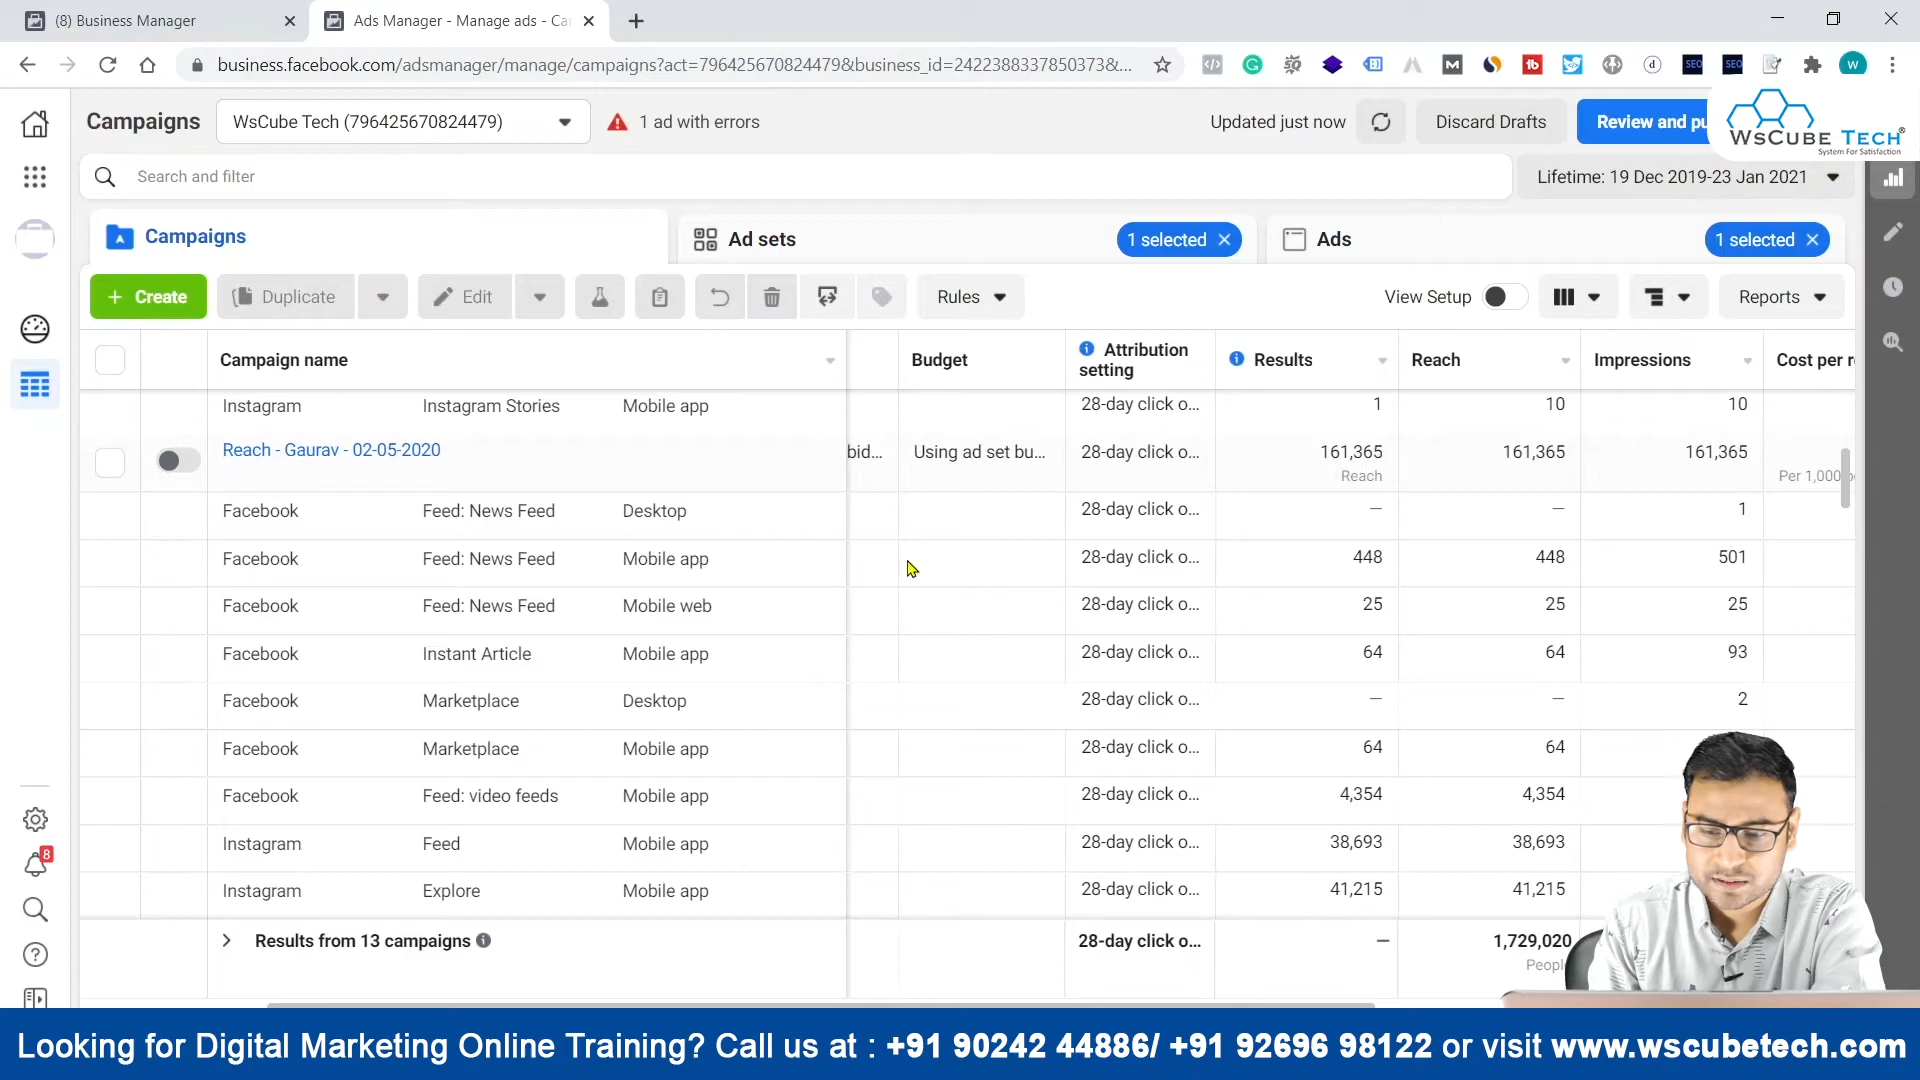 (8) Business Manager
Ads Manager - Manage ads - Ca
business.facebook.com/adsmanager/manage/campaigns?act=796425670824479&business_id=2422388337850373&...
Campaigns
WsCube Tech (796425670824479)
1 ad with errors
Updated just now
Discard Drafts
Review and pu
WSCUBE TECH®
System For Satisfaction
Search and filter
Lifetime: 19 Dec 2019-23 Jan 2021
Campaigns
Ad sets
1 selected
Ads
1 selected
+ Create
Duplicate
Edit
Rules
View Setup
Reports
Campaign name
Budget
Attribution setting
Results
Reach
Impressions
Cost per r
Instagram Instagram Stories Mobile app 28-day click o... 1 10 10
Reach - Gaurav - 02-05-2020 bid... Using ad set bu... 28-day click o... 161,365 161,365 161,365
Reach Per 1,000 p
Facebook Feed: News Feed Desktop 28-day click o... — — 1
Facebook Feed: News Feed Mobile app 28-day click o... 448 448 501
Facebook Feed: News Feed Mobile web 28-day click o... 25 25 25
Facebook Instant Article Mobile app 28-day click o... 64 64 93
Facebook Marketplace Desktop 28-day click o... — — 2
Facebook Marketplace Mobile app 28-day click o... 64 64
Facebook Feed: video feeds Mobile app 28-day click o... 4,354 4,354
Instagram Feed Mobile app 28-day click o... 38,693 38,693
Instagram Explore Mobile app 28-day click o... 41,215 41,215
8
Results from 13 campaigns 28-day click o... — 1,729,020
Peopl
Looking for Digital Marketing Online Training? Call us at : +91 90242 44886/ +91 92696 98122 or visit www.wscubetech.com